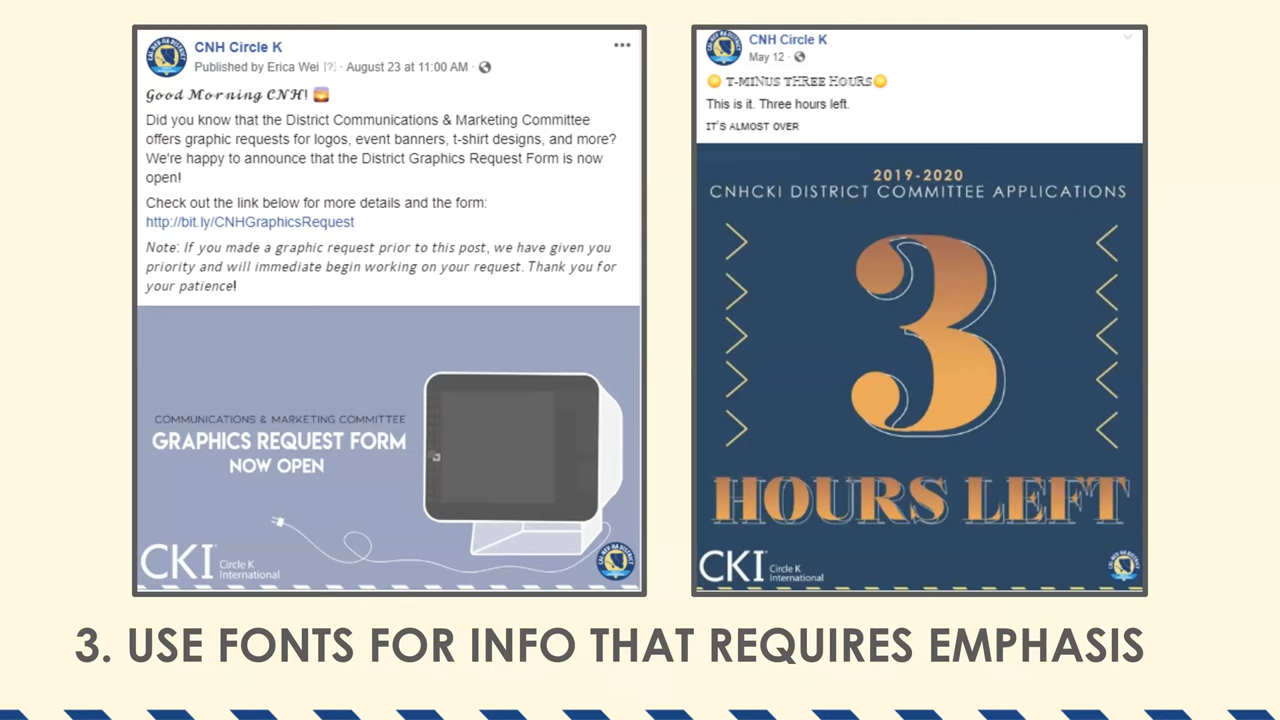 CNH Circle K
Published by Erica Wei [?] · August 23 at 11:00 AM ·
Good Morning CNH!
Did you know that the District Communications & Marketing Committee
offers graphic requests for logos, event banners, t-shirt designs, and more?
We're happy to announce that the District Graphics Request Form is now
open!
Check out the link below for more details and the form:
http://bit.ly/CNHGraphicsRequest
Note: If you made a graphic request prior to this post, we have given you
priority and will immediate begin working on your request. Thank you for
your patience!
COMMUNICATIONS & MARKETING COMMITTEE
GRAPHICS REQUEST FORM
NOW OPEN
CKI Circle K
International
CNH Circle K
May 12 ·
T-MINUS THREE HOURS
This is it. Three hours left.
IT'S ALMOST OVER
2019-2020
CNHCKI DISTRICT COMMITTEE APPLICATIONS
3
HOURS LEFT
CKI Circle K
International
3. USE FONTS FOR INFO THAT REQUIRES EMPHASIS